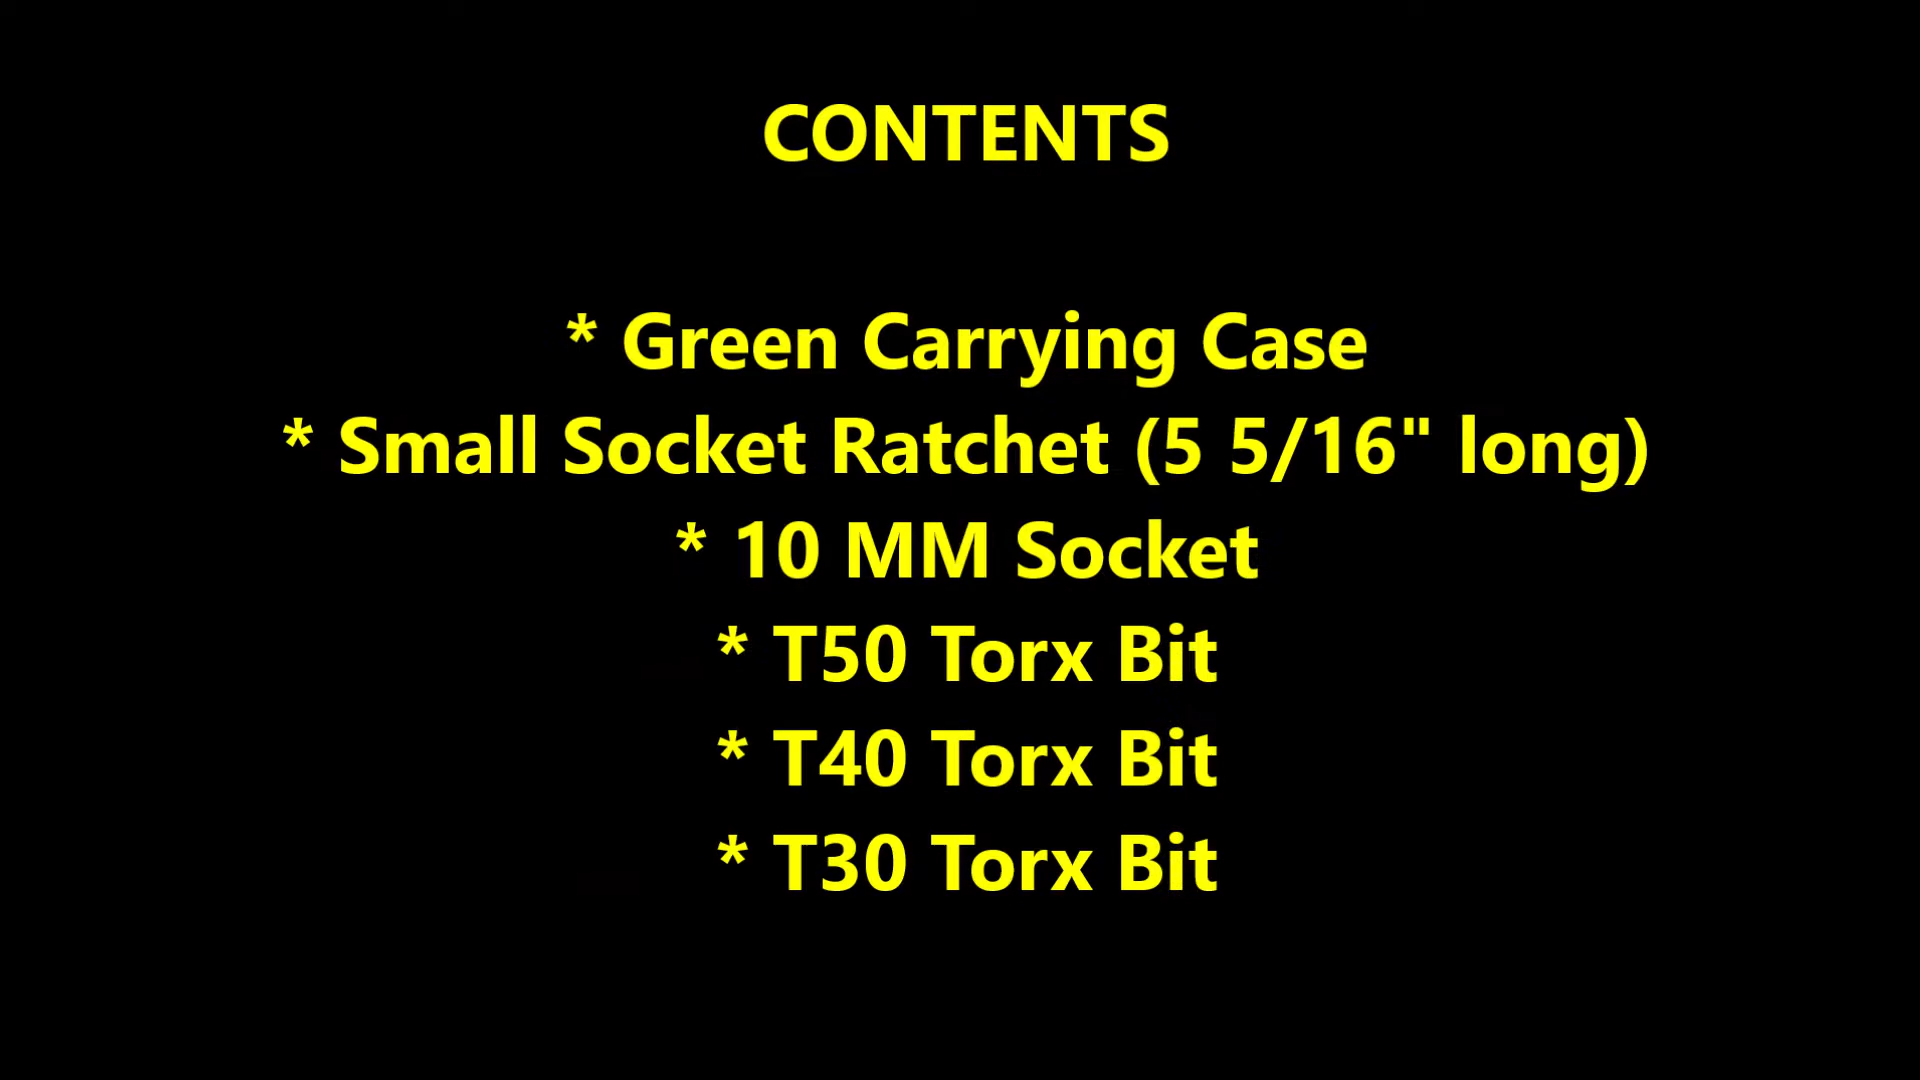 CONTENTS
* Green Carrying Case
* Small Socket Ratchet (5 5/16" long)
* 10 MM Socket
* T50 Torx Bit
* T40 Torx Bit
* T30 Torx Bit